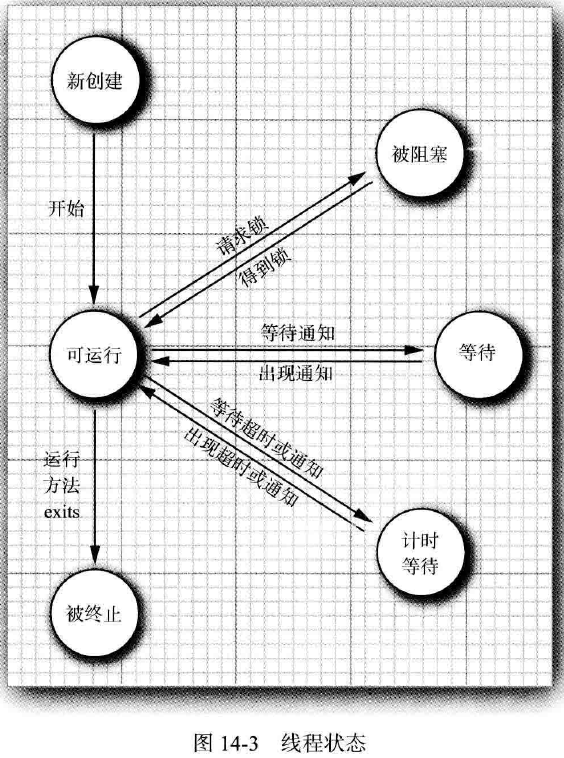 新创建
被阻塞
开始
请求锁
得到锁
可运行
等待通知
出现通知
等待
等待超时或通知
出现超时或通知
运行
方法
exits
计时
等待
被终止
图 14-3 线程状态